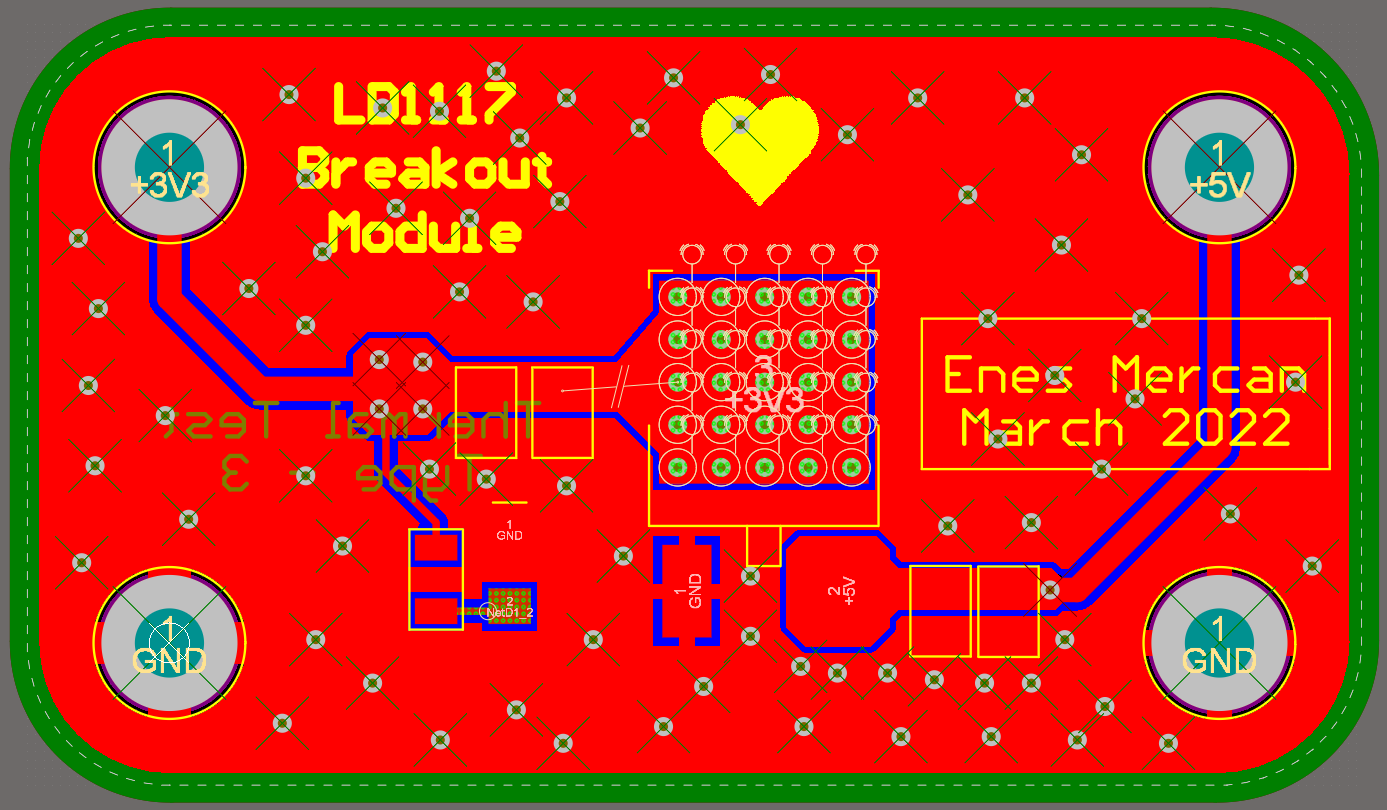 LD1117
Breakout
Module
1
+3V3
1
+5V
3
+3V3
Enes Mercan
March 2022
Thermal Test
Type - 3
1
GND
2
NetD1_2
1
GND
2
+5V
1
GND
1
GND